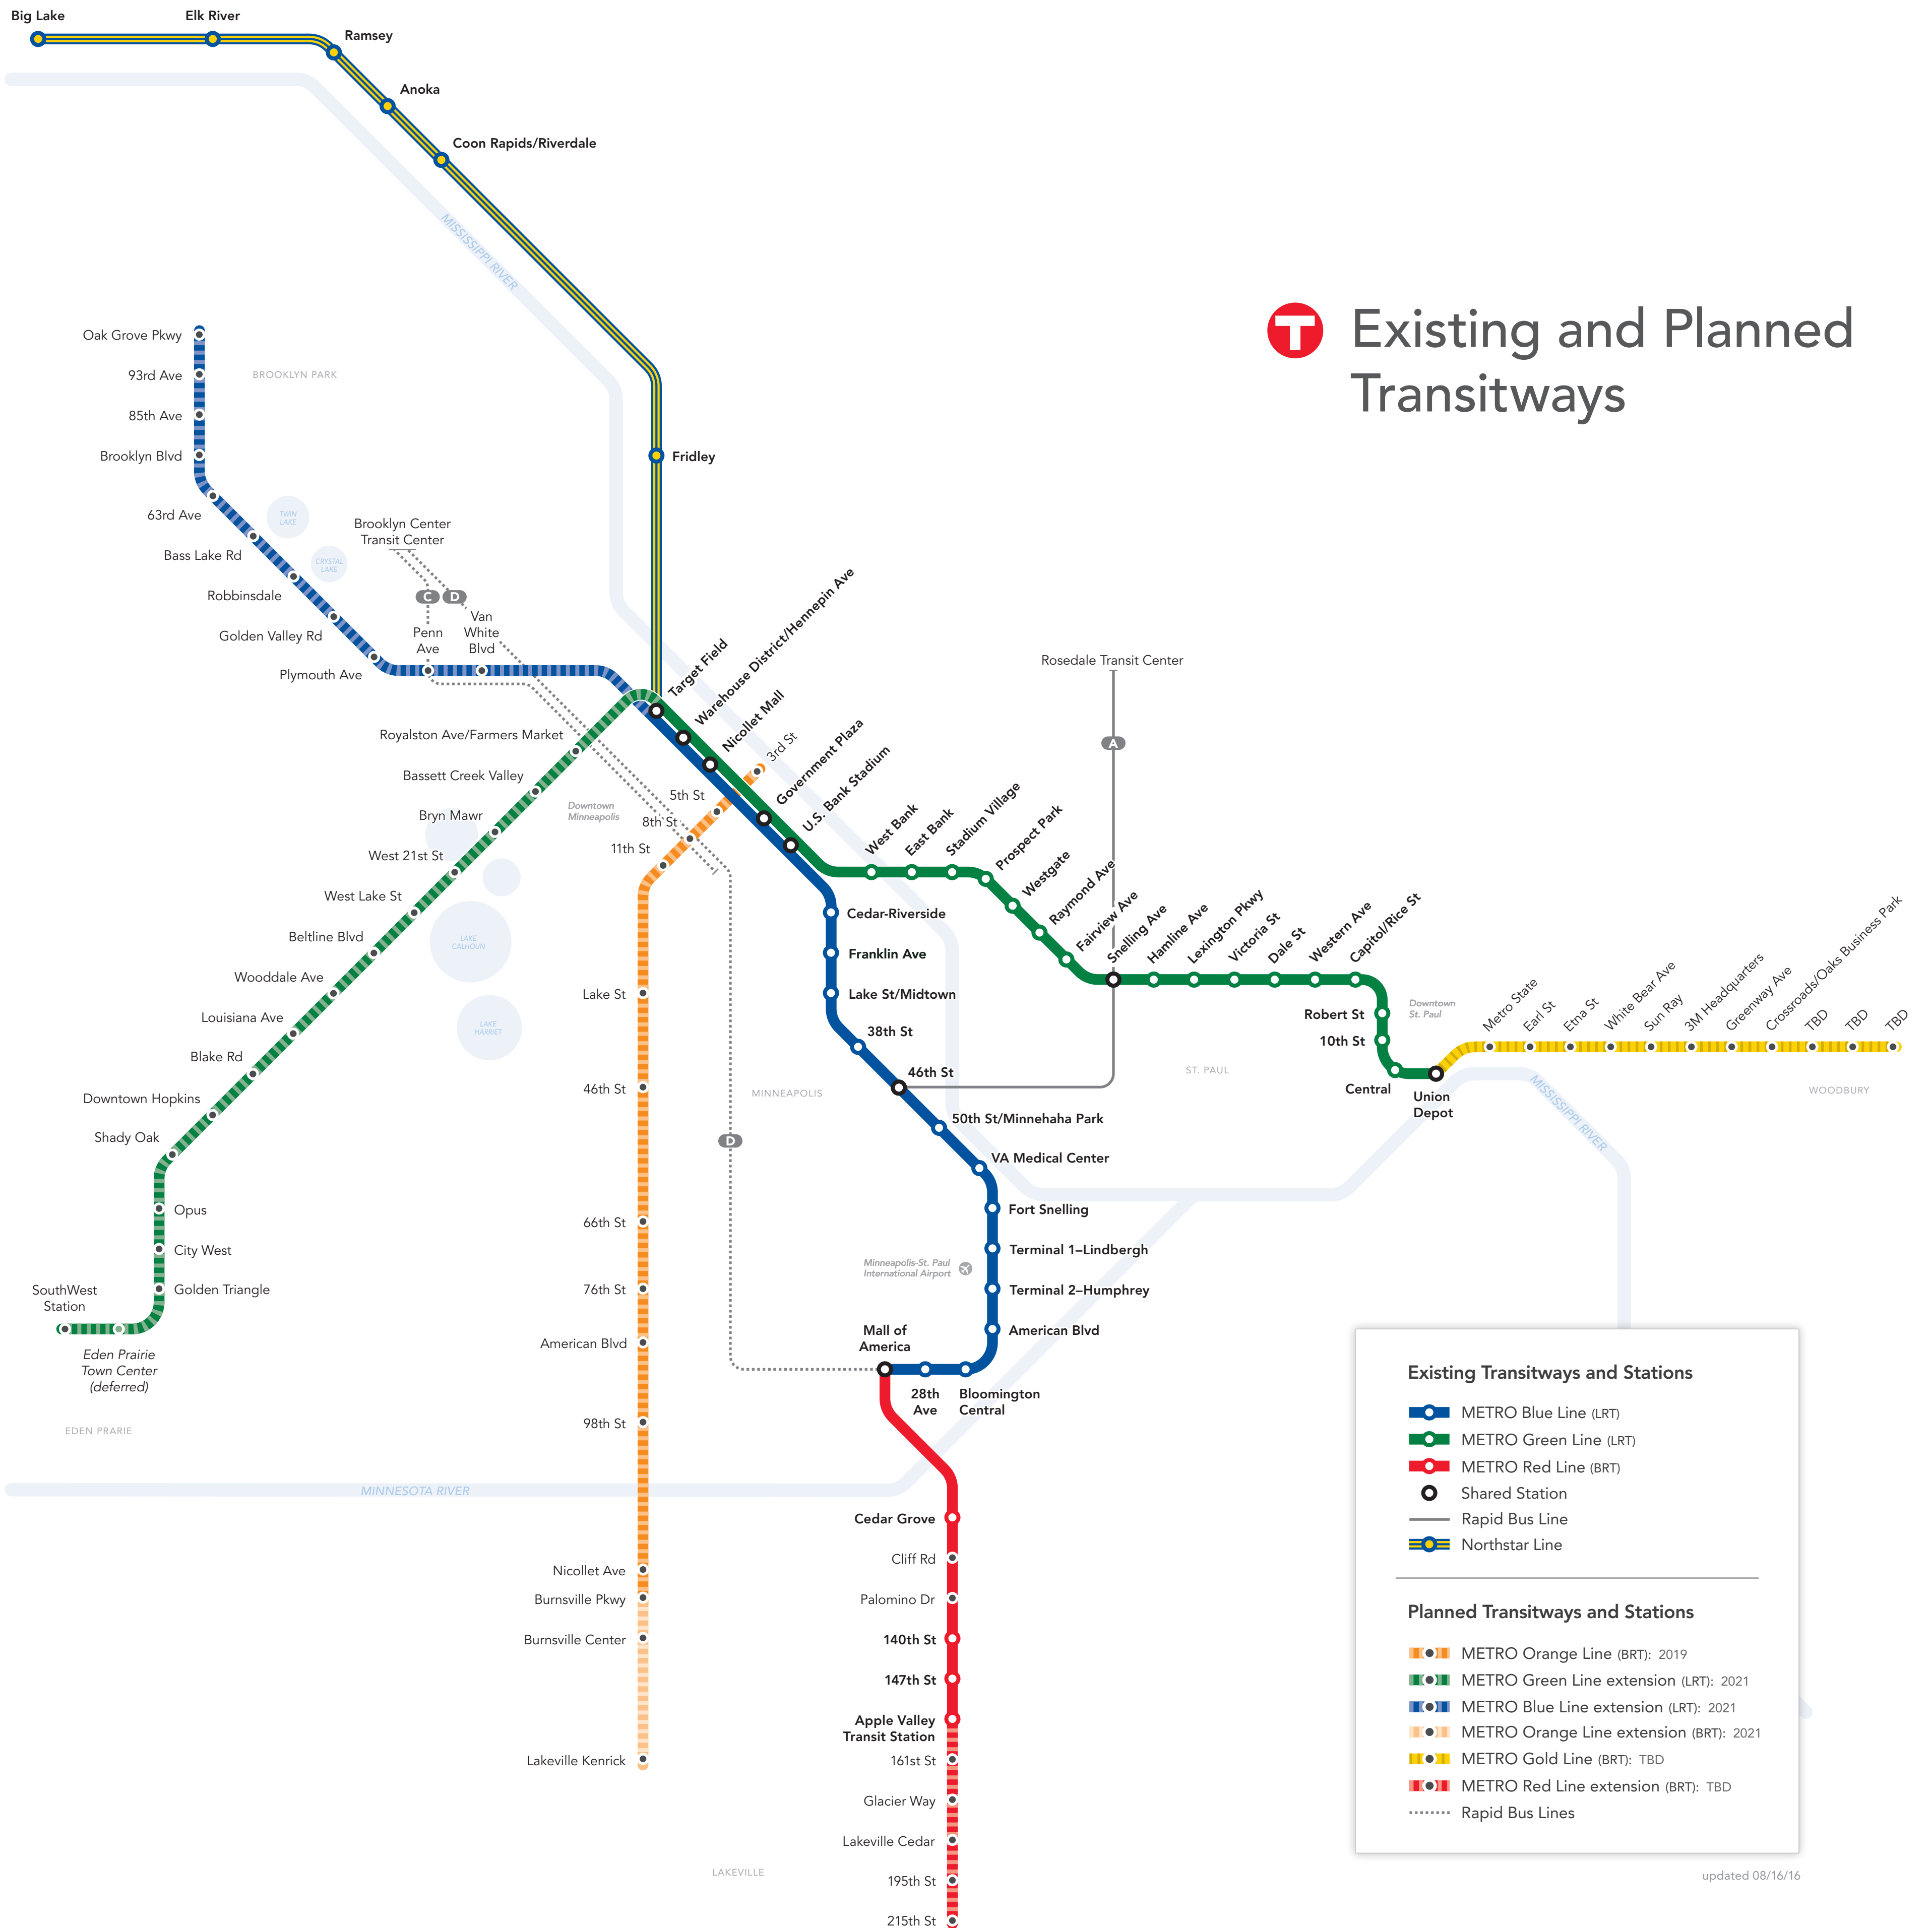 Big Lake
Elk River
Ramsey
Anoka
Coon Rapids/Riverdale
MISSISSIPPI RIVER
T Existing and Planned
Transitways
Oak Grove Pkwy
93rd Ave
BROOKLYN PARK
85th Ave
Brooklyn Blvd
Fridley
63rd Ave
TWIN
LAKE
Bass Lake Rd
CRYSTAL
LAKE
Robbinsdale
Golden Valley Rd
Plymouth Ave
Brooklyn Center
Transit Center
C
D
Penn
Ave
Van
White
Blvd
Target Field
Warehouse District/Hennepin Ave
Nicollet Mall
3rd St
Government Plaza
U.S. Bank Stadium
Rosedale Transit Center
A
Royalston Ave/Farmers Market
Bassett Creek Valley
Bryn Mawr
West 21st St
West Lake St
Beltline Blvd
Wooddale Ave
Louisiana Ave
Blake Rd
Downtown Hopkins
Shady Oak
Opus
City West
Golden Triangle
SouthWest
Station
Eden Prairie
Town Center
(deferred)
EDEN PRARIE
Downtown
Minneapolis
LAKE
CALHOUN
LAKE
HARRIET
5th St
8th St
11th St
Lake St
46th St
66th St
76th St
American Blvd
98th St
MINNESOTA RIVER
Nicollet Ave
Burnsville Pkwy
Burnsville Center
Lakeville Kenrick
West Bank
East Bank
Stadium Village
Prospect Park
Westgate
Raymond Ave
Fairview Ave
Snelling Ave
Hamline Ave
Lexington Pkwy
Victoria St
Dale St
Western Ave
Capitol/Rice St
Robert St
10th St
Central
Union
Depot
Downtown
St. Paul
Metro State
Earl St
Etna St
White Bear Ave
Sun Ray
3M Headquarters
Greenway Ave
Crossroads/Oaks Business Park
TBD
TBD
TBD
ST. PAUL
WOODBURY
MISSISSIPPI RIVER
Cedar-Riverside
Franklin Ave
Lake St/Midtown
38th St
46th St
MINNEAPOLIS
D
50th St/Minnehaha Park
VA Medical Center
Fort Snelling
Terminal 1–Lindbergh
Minneapolis-St. Paul
International Airport
Terminal 2–Humphrey
American Blvd
Mall of
America
28th
Ave
Bloomington
Central
Cedar Grove
Cliff Rd
Palomino Dr
140th St
147th St
Apple Valley
Transit Station
161st St
Glacier Way
Lakeville Cedar
LAKEVILLE
195th St
215th St
Existing Transitways and Stations
METRO Blue Line (LRT)
METRO Green Line (LRT)
METRO Red Line (BRT)
Shared Station
Rapid Bus Line
Northstar Line
Planned Transitways and Stations
METRO Orange Line (BRT): 2019
METRO Green Line extension (LRT): 2021
METRO Blue Line extension (LRT): 2021
METRO Orange Line extension (BRT): 2021
METRO Gold Line (BRT): TBD
METRO Red Line extension (BRT): TBD
Rapid Bus Lines
updated 08/16/16